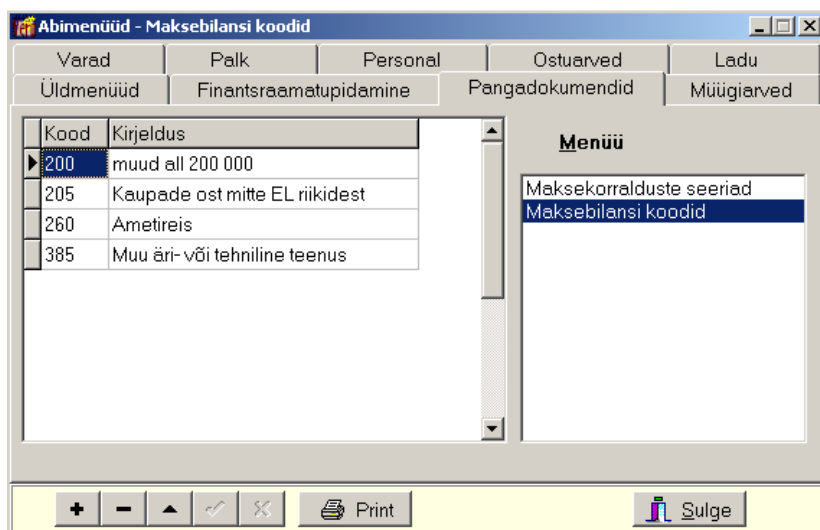 Abimenüüd - Maksebilansi koodid
Varad Palk Personal Ostuarved Ladu
Üldmenüüd Finantsraamatupidamine Pangadokumendid Müügiarved
Kood Kirjeldus
200 muud all 200 000
205 Kaupade ost mitte EL riikidest
260 Ametireis
385 Muu äri- või tehniline teenus
Menüü
Maksekorralduste seeriad
Maksebilansi koodid
Print
Sulge